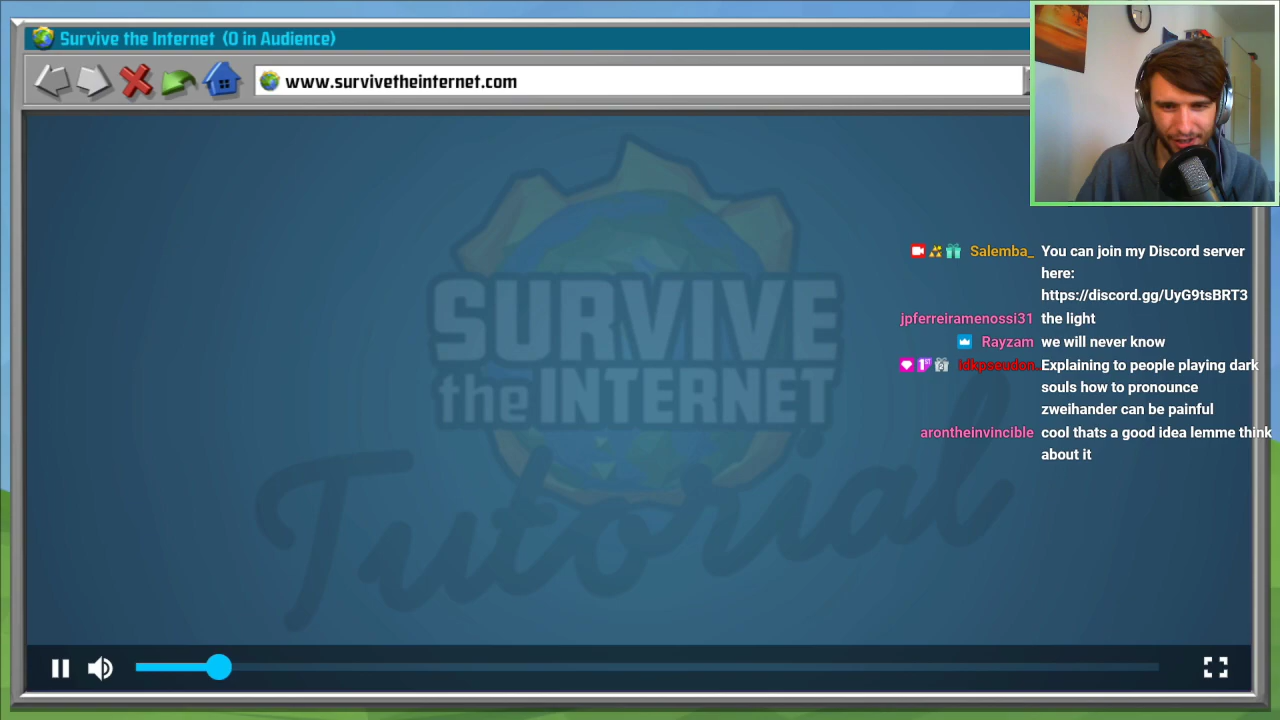 Survive the Internet (0 in Audience)
www.survivetheinternet.com
SURVIVE
the INTERNET
Tutorial
Salemba_ You can join my Discord server
here:
https://discord.gg/UyG9tsBRT3
jpferreiramenossi31 the light
Rayzam we will never know
idkpseudon.. Explaining to people playing dark
souls how to pronounce
zweihander can be painful
arontheinvincible cool thats a good idea lemme think
about it